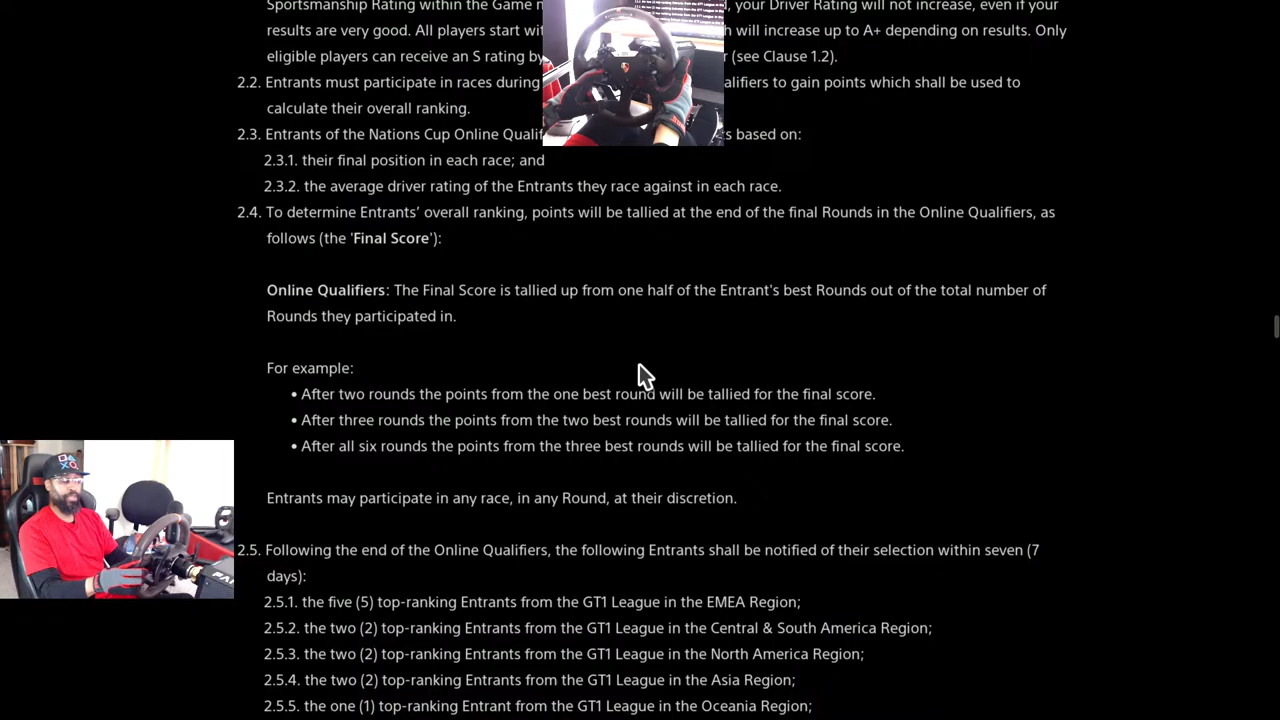 Sportsmanship Rating within the Game , your Driver Rating will not increase, even if your
results are very good. All players start will increase up to A+ depending on results. Only
eligible players can receive an S rating (see Clause 1.2).
2.2. Entrants must participate in races during to gain points which shall be used to
calculate their overall ranking.
2.3. Entrants of the Nations Cup Online based on:
2.3.1. their final position in each race; and
2.3.2. the average driver rating of the Entrants they race against in each race.
2.4. To determine Entrants’ overall ranking, points will be tallied at the end of the final Rounds in the Online Qualifiers, as
follows (the 'Final Score'):
Online Qualifiers: The Final Score is tallied up from one half of the Entrant's best Rounds out of the total number of
Rounds they participated in.
For example:
• After two rounds the points from the one best round will be tallied for the final score.
• After three rounds the points from the two best rounds will be tallied for the final score.
• After all six rounds the points from the three best rounds will be tallied for the final score.
Entrants may participate in any race, in any Round, at their discretion.
2.5. Following the end of the Online Qualifiers, the following Entrants shall be notified of their selection within seven (7
days):
2.5.1. the five (5) top-ranking Entrants from the GT1 League in the EMEA Region;
2.5.2. the two (2) top-ranking Entrants from the GT1 League in the Central & South America Region;
2.5.3. the two (2) top-ranking Entrants from the GT1 League in the North America Region;
2.5.4. the two (2) top-ranking Entrants from the GT1 League in the Asia Region;
2.5.5. the one (1) top-ranking Entrant from the GT1 League in the Oceania Region;